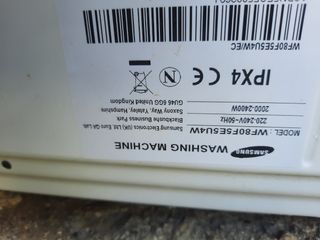 SAMSUNG
WASHING MACHINE
MODEL: WF80F5E5U4W
220-240V~50Hz
2000-2400W
Samsung Electronics (UK) Ltd. Euro QA Lab.
Blackbushe Business Park
Saxony Way, Yateley, Hampshire
GU46 6GG United Kingdom
IPX4 CE
WF80F5E5U4W/EC